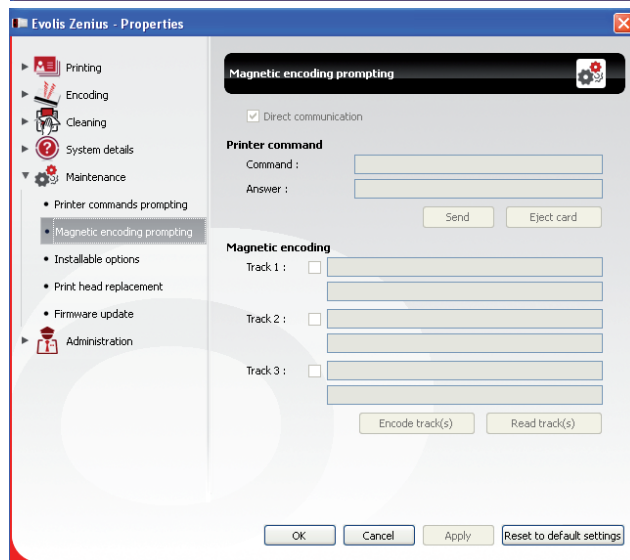 Evolis Zenius - Properties
Printing
Encoding
Cleaning
System details
Maintenance
Printer commands prompting
Magnetic encoding prompting
Installable options
Print head replacement
Firmware update
Administration
Magnetic encoding prompting
Direct communication
Printer command
Command :
Answer :
Send Eject card
Magnetic encoding
Track 1 :
Track 2 :
Track 3 :
Encode track(s) Read track(s)
OK Cancel Apply Reset to default settings